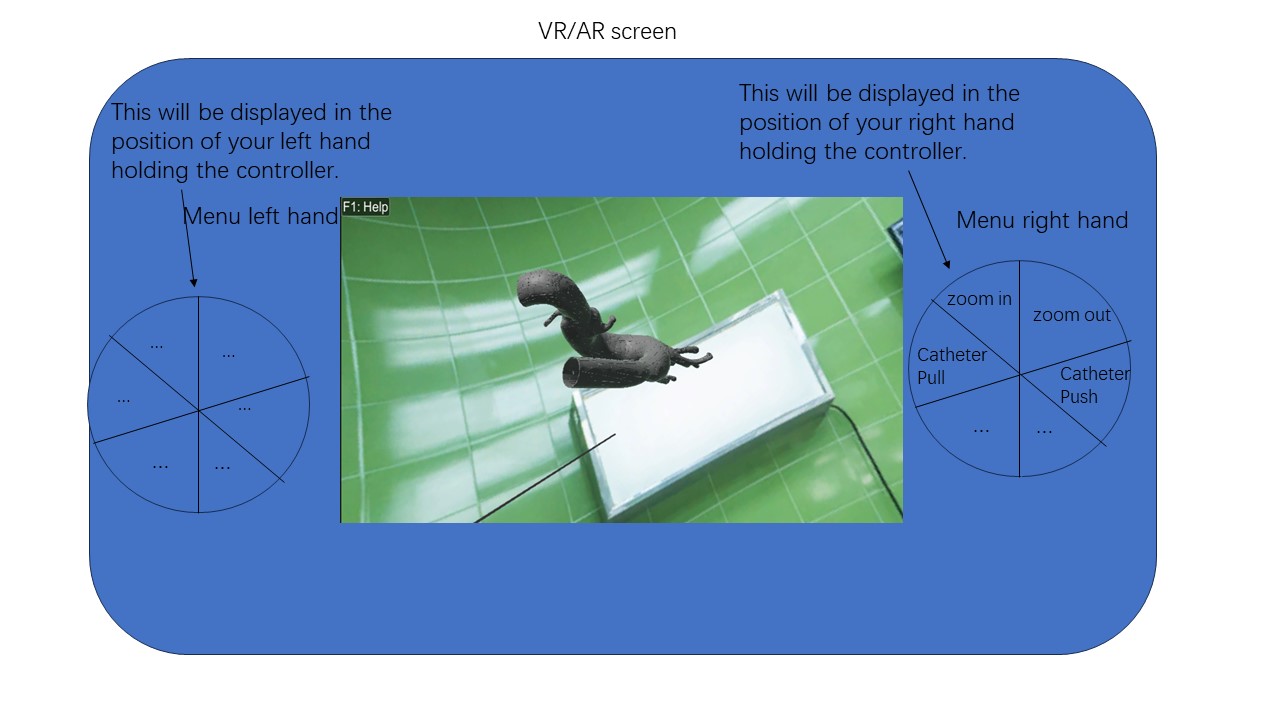 VR/AR screen
This will be displayed in the
position of your left hand
holding the controller.
This will be displayed in the
position of your right hand
holding the controller.
Menu left hand
F1: Help
Menu right hand
...
...
...
...
...
...
zoom in
zoom out
Catheter
Pull
Catheter
Push
...
...